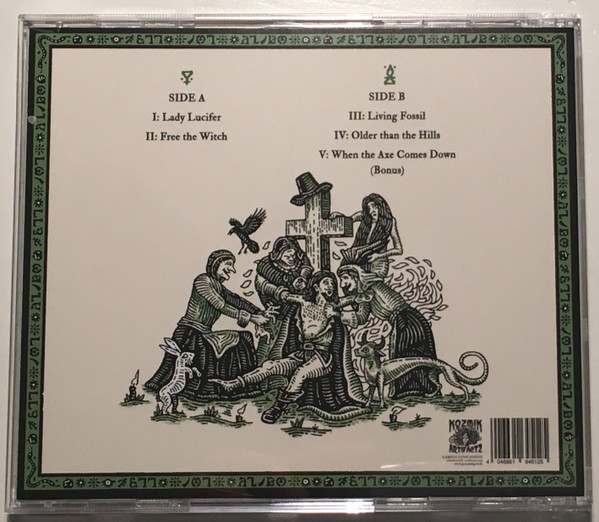 SIDE A
I: Lady Lucifer
II: Free the Witch
SIDE B
III: Living Fossil
IV: Older than the Hills
V: When the Axe Comes Down
(Bonus)
KOZMIK
ARTIFACTZ